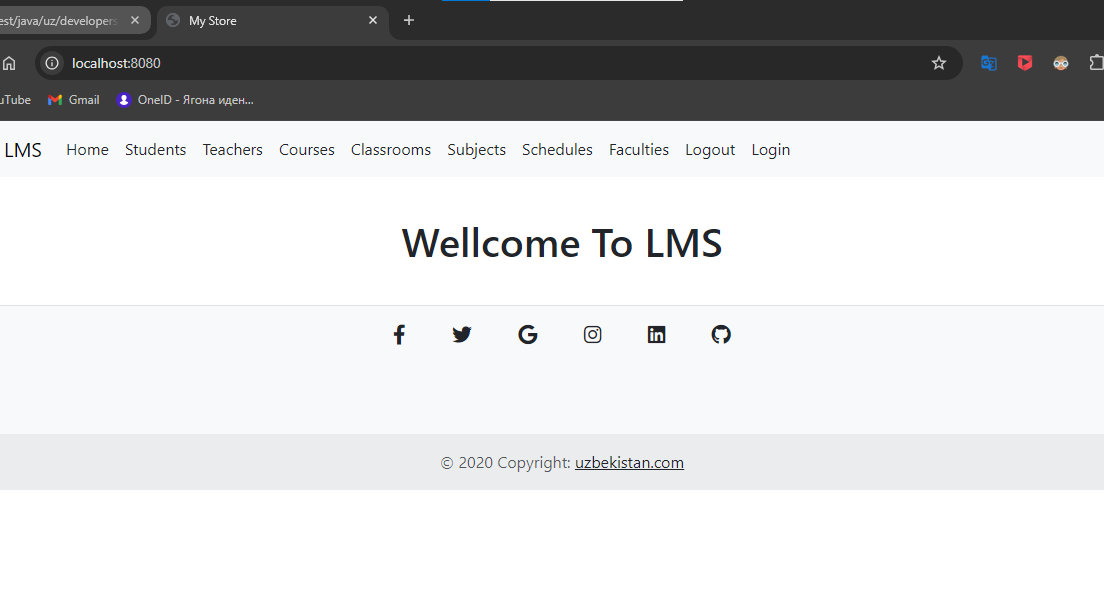 est/java/uz/developers
My Store
localhost:8080
uTube
Gmail
OneID - Ягона иден...
LMS Home Students Teachers Courses Classrooms Subjects Schedules Faculties Logout Login
Wellcome To LMS
© 2020 Copyright: uzbekistan.com